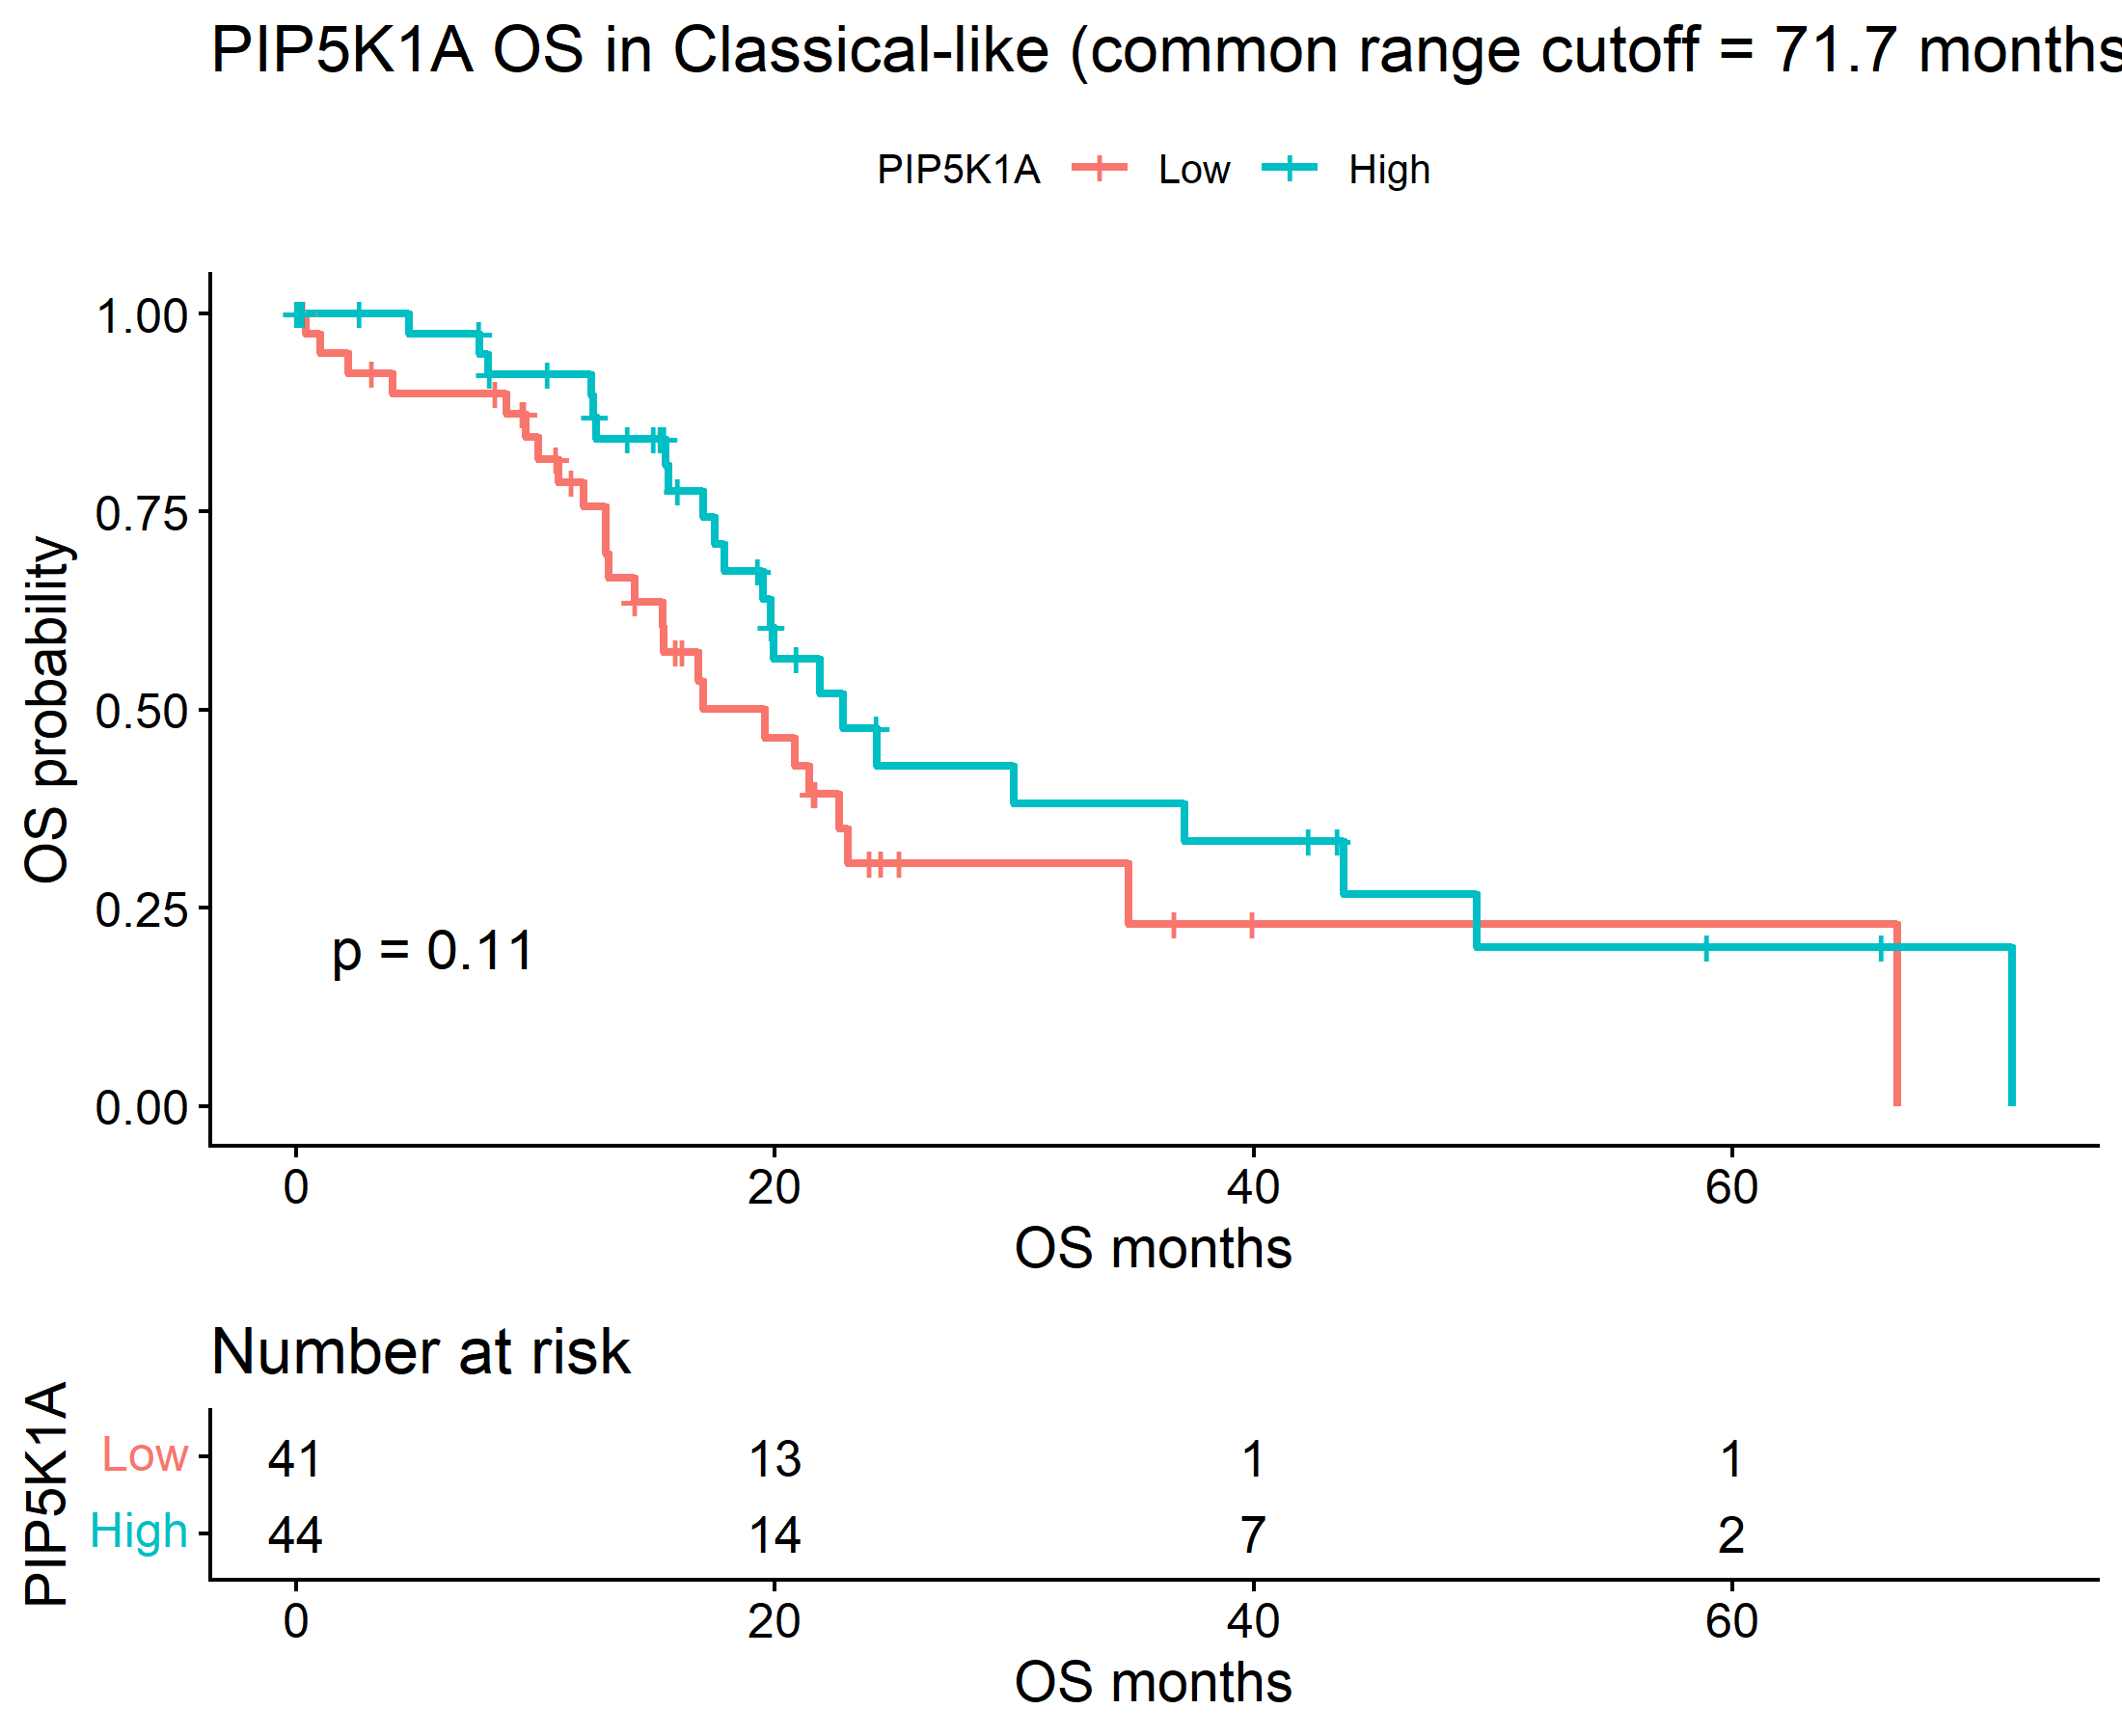 PIP5K1A OS in Classical-like (common range cutoff = 71.7 months
PIP5K1A Low High
1.00
0.75
0.50
0.25
0.00
OS probability
p = 0.11
0 20 40 60
OS months
Number at risk
PIP5K1A
Low 41 13 1 1
High 44 14 7 2
0 20 40 60
OS months